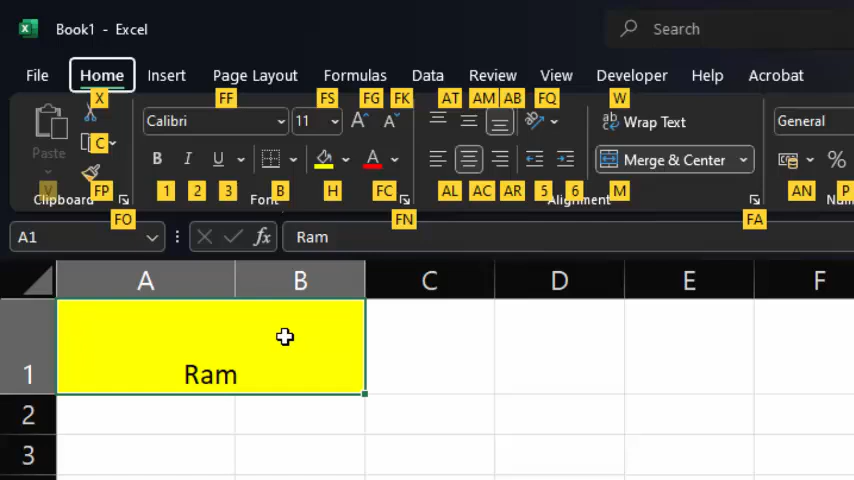 Book1 - Excel
Search
File Home Insert Page Layout Formulas Data Review View Developer Help Acrobat
X FF FS FG FK AT AM AB FQ W
Calibri 11 A A ab Wrap Text General
C
Paste B I U A Merge & Center %
V FP 1 2 3 B H FC AL AC AR 5 6 M AN P
Clipboard Font Alignment
FO FN FA
A1 fx Ram
A B C D E F
1 Ram
2
3